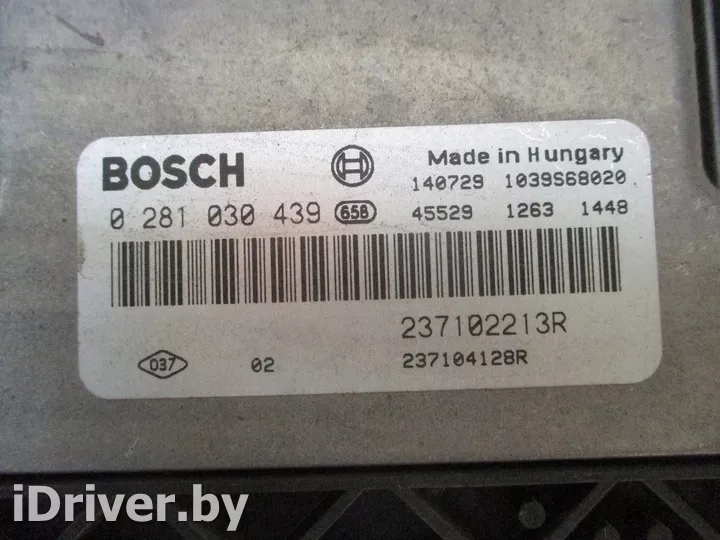 BOSCH Made in Hungary
140729 1039S68020
0 281 030 439 658 45529 1263 1448
237102213R
037 02 237104128R
iDriver.by